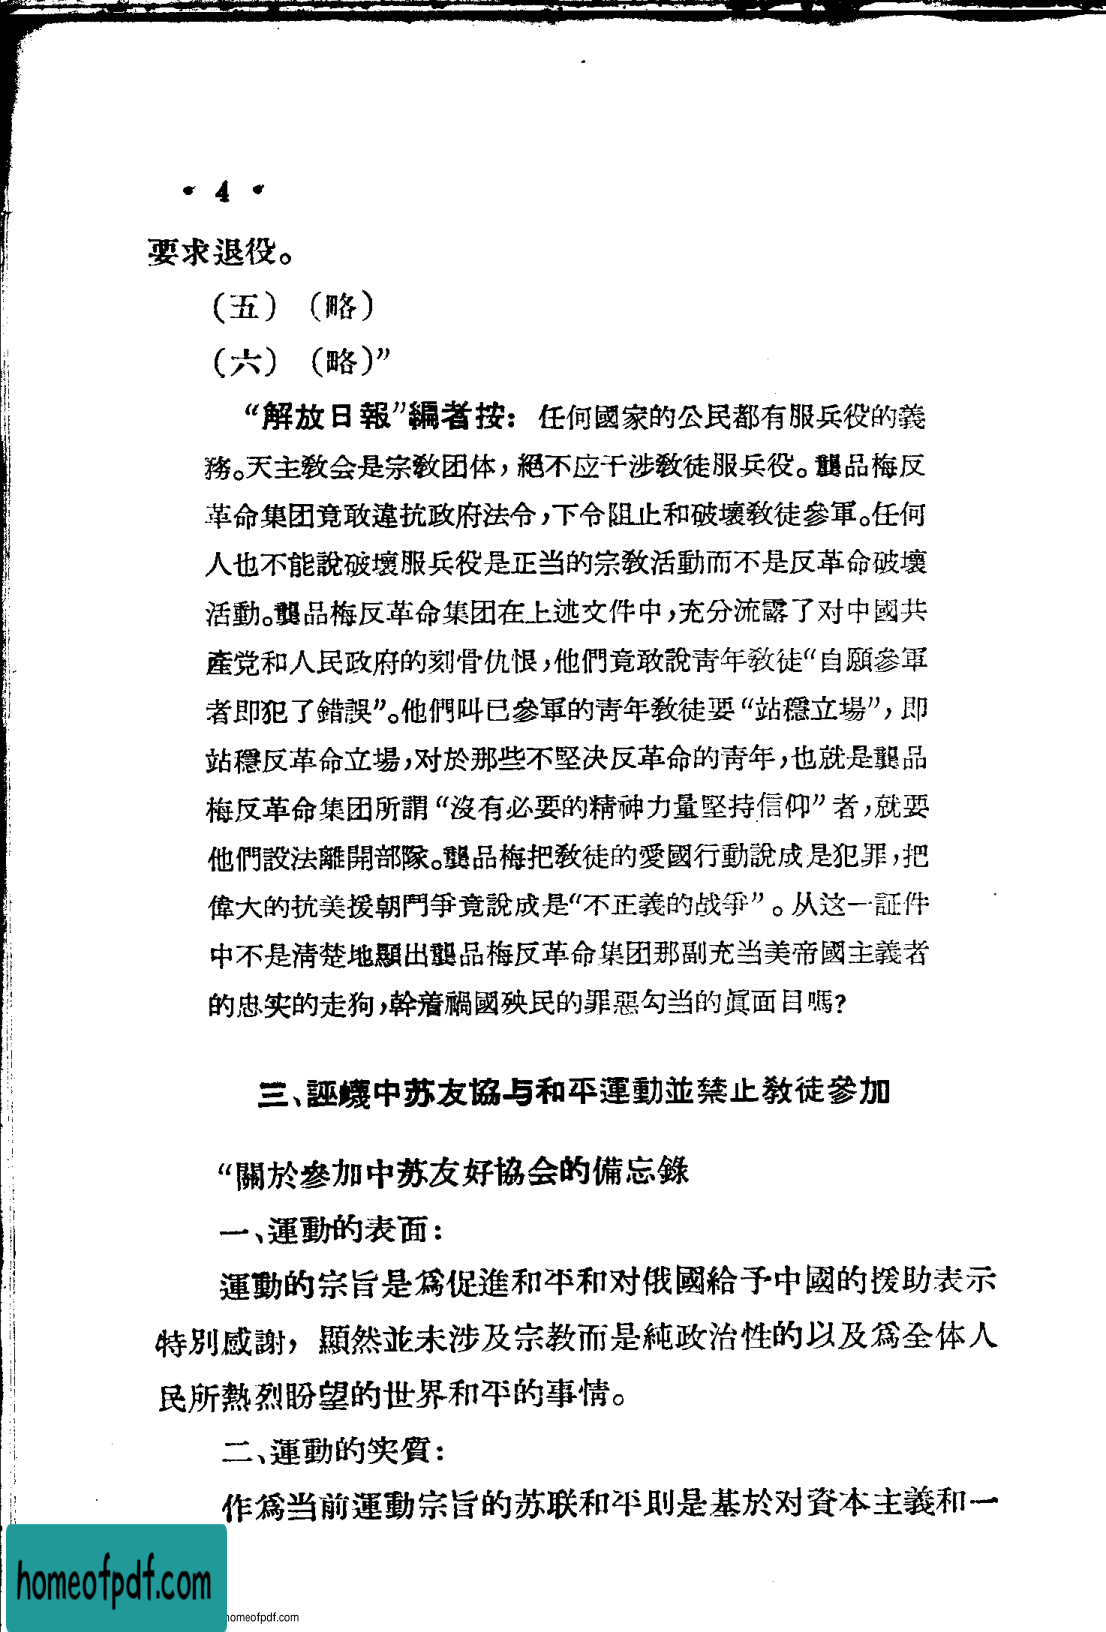 • 4 •
要求退役。
(五) (略)
(六) (略)”
“解放日報”編者按：任何國家的公民都有服兵役的義
務。天主教会是宗教团体，絕不应干涉教徒服兵役。龔品梅反
革命集团竟敢違抗政府法令，下令阻止和破壞教徒參軍。任何
人也不能說破壞服兵役是正当的宗教活動而不是反革命破壞
活動。龔品梅反革命集团在上述文件中，充分流露了对中國共
產党和人民政府的刻骨仇恨，他們竟敢說青年教徒“自願參軍
者即犯了錯誤”。他們叫已參軍的青年教徒要“站穩立場”，即
站穩反革命立場，对於那些不堅决反革命的青年，也就是龔品
梅反革命集团所謂“沒有必要的精神力量堅持信仰”者，就要
他們設法離開部隊。龔品梅把教徒的愛國行動說成是犯罪，把
偉大的抗美援朝鬥爭竟說成是“不正義的战爭”。从这一証件
中不是清楚地顯出龔品梅反革命集团那副充当美帝國主義者
的忠实的走狗，幹着禍國殃民的罪惡勾当的眞面目嗎？
三、誣衊中苏友協与和平運動並禁止教徒參加
“關於參加中苏友好協会的備忘錄
一、運動的表面：
運動的宗旨是爲促進和平和对俄國給予中國的援助表示
特別感謝，顯然並未涉及宗教而是純政治性的以及爲全体人
民所熱烈盼望的世界和平的事情。
二、運動的实質：
作爲当前運動宗旨的苏联和平則是基於对資本主義和一
homeofpdf.com
homeofpdf.com